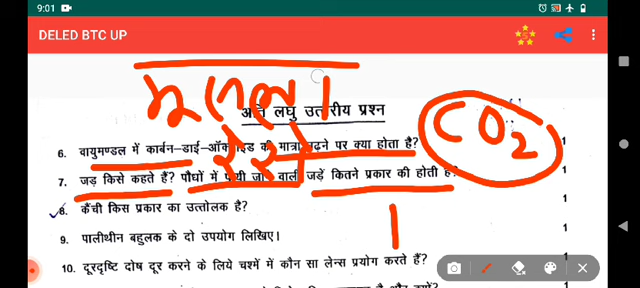 9:01
DELED BTC UP
मूसला
अति लघु उत्तरीय प्रश्न
CO2
रेसे
6. वायुमण्डल में कार्बन-डाई-ऑक्साइड की मात्रा बढ़ने पर क्या होता है? 1
7. जड़ किसे कहते हैं? पौधों में पायी जाने वाली जड़ें कितने प्रकार की होती है? 1
8. कैंची किस प्रकार का उत्तोलक है? 1
9. पालीथीन बहुलक के दो उपयोग लिखिए। 1
10. दूरदृष्टि दोष दूर करने के लिये चश्में में कौन सा लेन्स प्रयोग करते हैं? 1